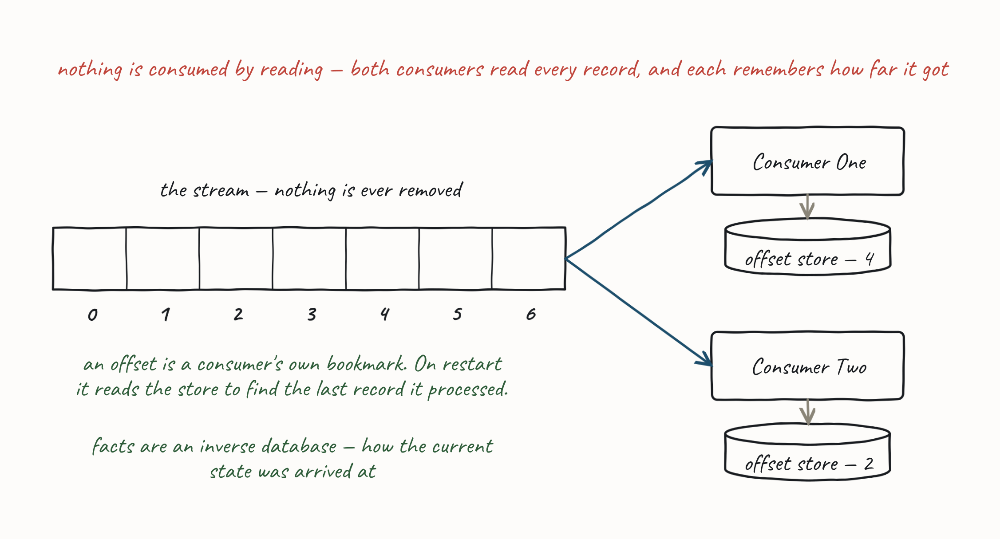 nothing is consumed by reading — both consumers read every record, and each remembers how far it got
Consumer One
the stream — nothing is ever removed
offset store — 4
0 1 2 3 4 5 6
an offset is a consumer's own bookmark. On restart
it reads the store to find the last record it processed.
Consumer Two
facts are an inverse database — how the current
state was arrived at
offset store — 2